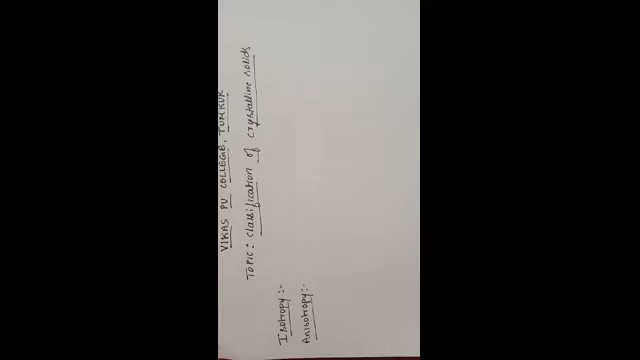 VIKAS PU COLLEGE, TUMKUR
TOPIC: Classification of crystalline solids
Isotropy:-
Anisotropy:-